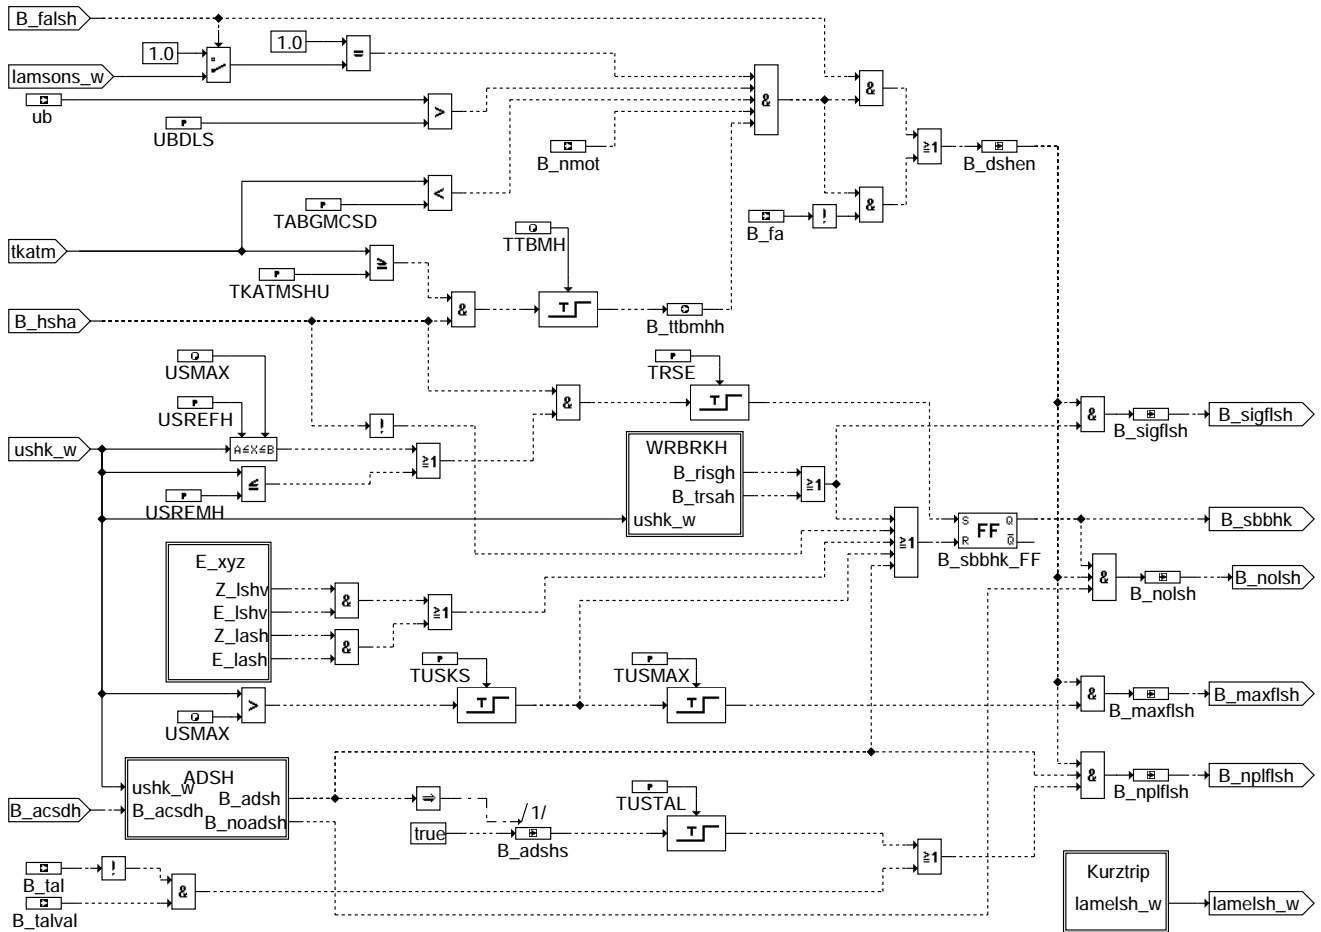 B_falsh
1.0
1.0
=
lamsons_w
ub
>
UBDLS
&
&
≥1
B_dshen
B_nmot
<
TABGMCSD
!
&
B_fa
tkatm
TTBMH
≥
TKATMSHU
&
T
B_hsha
B_ttbmhh
USMAX
TRSE
USREFH
&
T
&
B_sigflsh
B_sigflsh
!
ushk_w
A≤X≤B
≥1
WRBRKH
B_risgh
B_trsah
ushk_w
≥1
≤
USREMH
≥1
S
Q
FF
R
Q
B_sbbhk_FF
B_sbbhk
E_xyz
Z_lshv
E_lshv
Z_lash
E_lash
&
&
≥1
&
B_nolsh
B_nolsh
TUSKS
TUSMAX
>
T
T
&
B_maxflsh
B_maxflsh
USMAX
ADSH
ushk_w
B_acsdh
B_adsh
B_noadsh
B_acsdh
⇒
/1/
true
B_adshs
TUSTAL
T
&
B_nplflsh
B_nplflsh
≥1
B_tal
!
&
B_talval
Kurztrip
lamelsh_w
lamelsh_w